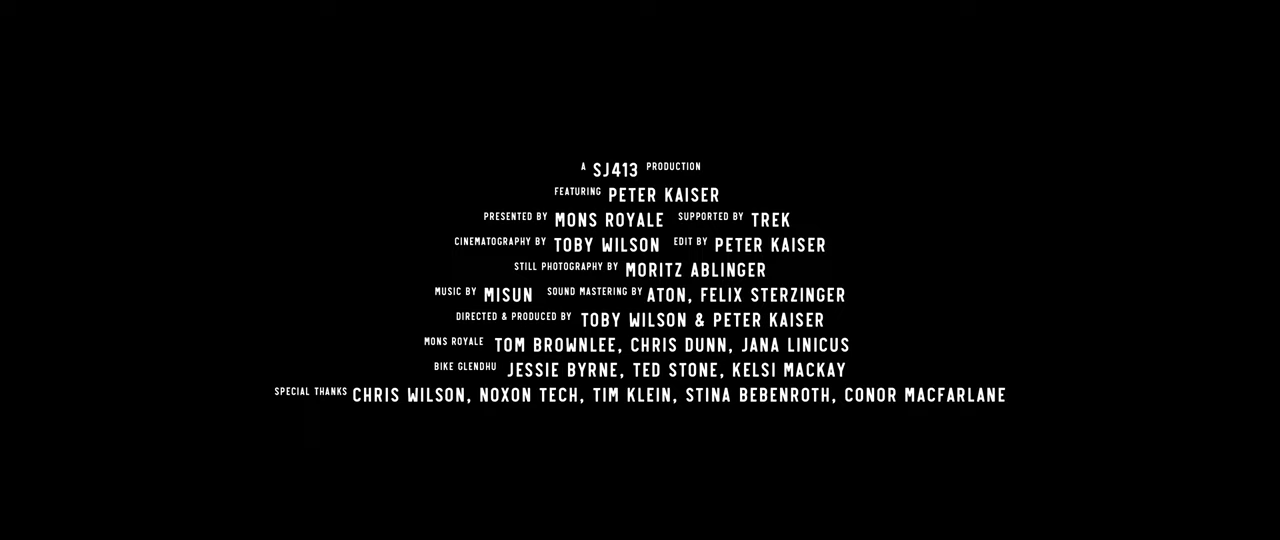 A SJ413 PRODUCTION
FEATURING PETER KAISER
PRESENTED BY MONS ROYALE SUPPORTED BY TREK
CINEMATOGRAPHY BY TOBY WILSON EDIT BY PETER KAISER
STILL PHOTOGRAPHY BY MORITZ ABLINGER
MUSIC BY MISUN SOUND MASTERING BY ATON, FELIX STERZINGER
DIRECTED & PRODUCED BY TOBY WILSON & PETER KAISER
MONS ROYALE TOM BROWNLEE, CHRIS DUNN, JANA LINICUS
BIKE GLENDHU JESSIE BYRNE, TED STONE, KELSI MACKAY
SPECIAL THANKS CHRIS WILSON, NOXON TECH, TIM KLEIN, STINA BEBENROTH, CONOR MACFARLANE